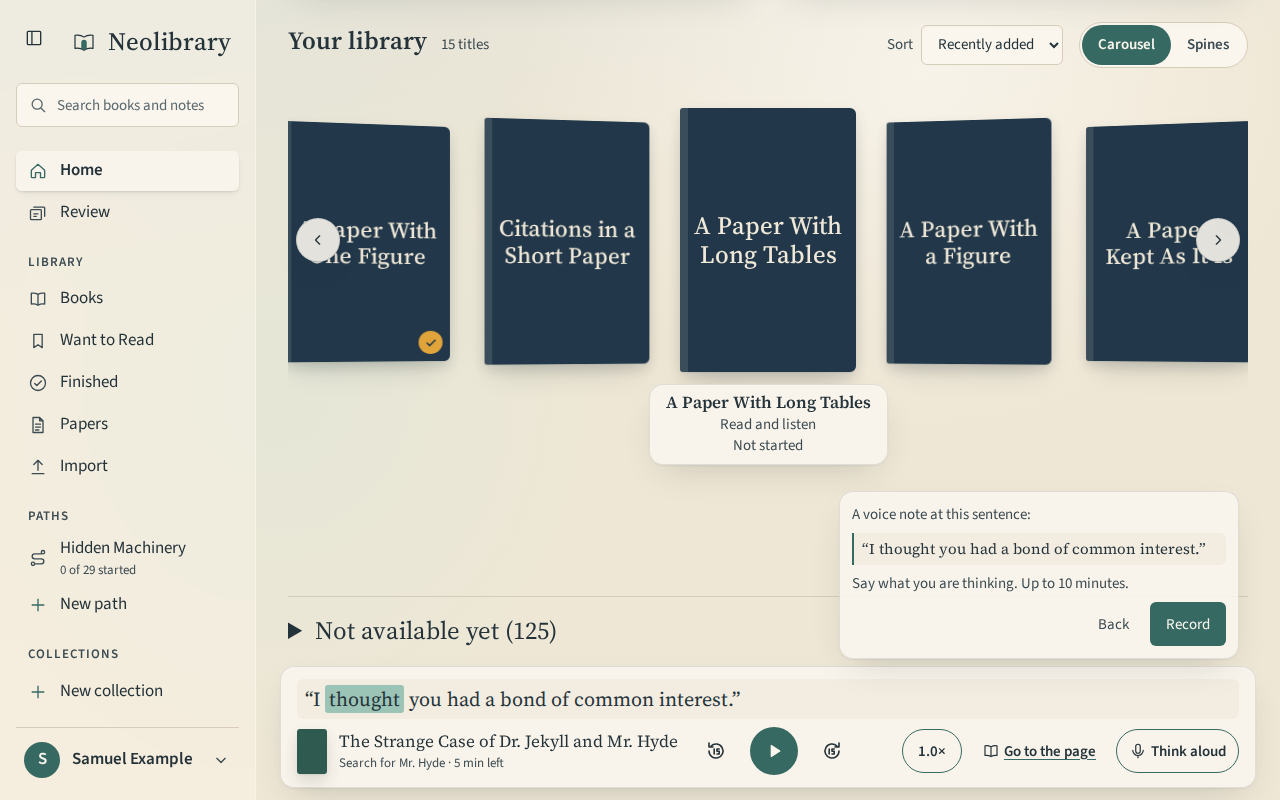 Neolibrary
Search books and notes
Home
Review
LIBRARY
Books
Want to Read
Finished
Papers
Import
PATHS
Hidden Machinery
0 of 29 started
New path
COLLECTIONS
New collection
S
Samuel Example
Your library
15 titles
Sort
Recently added
Carousel
Spines
Paper With
Figure
Citations in a
Short Paper
A Paper With
Long Tables
A Paper With
a Figure
A
Kept As
A Paper With Long Tables
Read and listen
Not started
A voice note at this sentence:
“I thought you had a bond of common interest.”
Say what you are thinking. Up to 10 minutes.
Back
Record
Not available yet (125)
“I thought you had a bond of common interest.”
The Strange Case of Dr. Jekyll and Mr. Hyde
Search for Mr. Hyde · 5 min left
15
15
1.0×
Go to the page
Think aloud